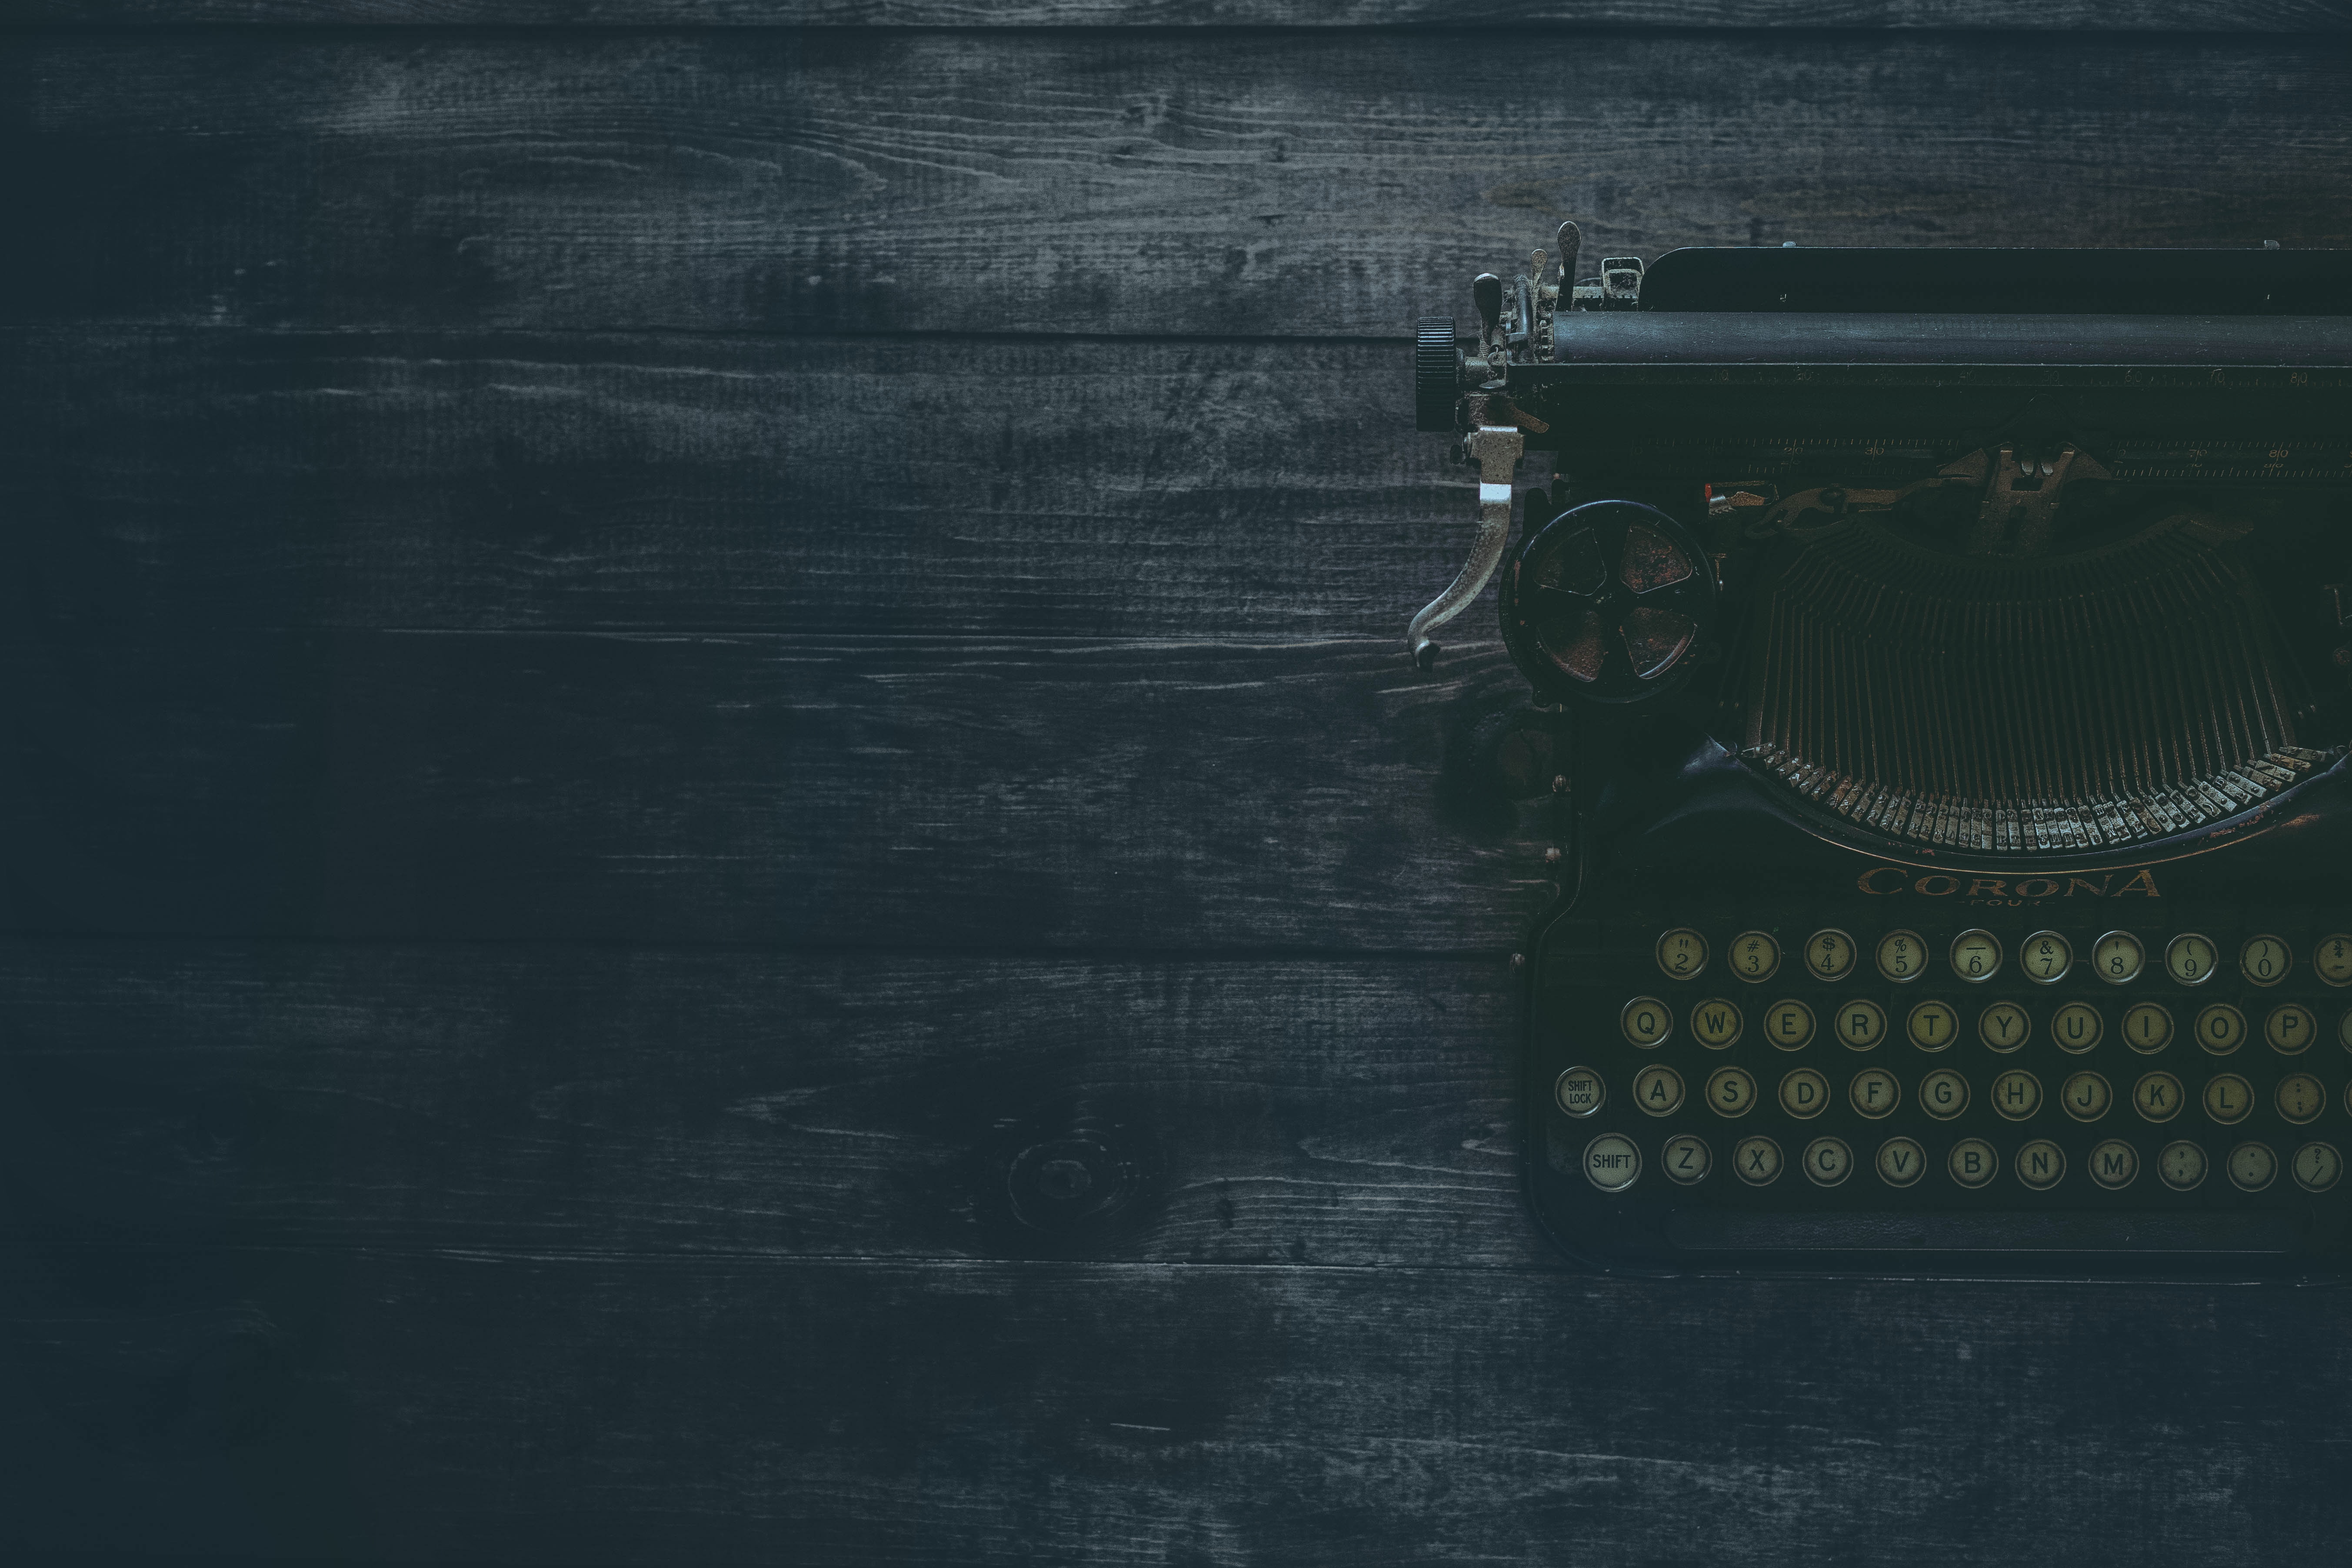 CORONA
FOUR
" 2 # 3 $ 4 % 5 — 6 & 7 ' 8 ( 9 ) 0 * -
Q W E R T Y U I O P
SHIFT LOCK A S D F G H J K L :
SHIFT Z X C V B N M ; : ? /